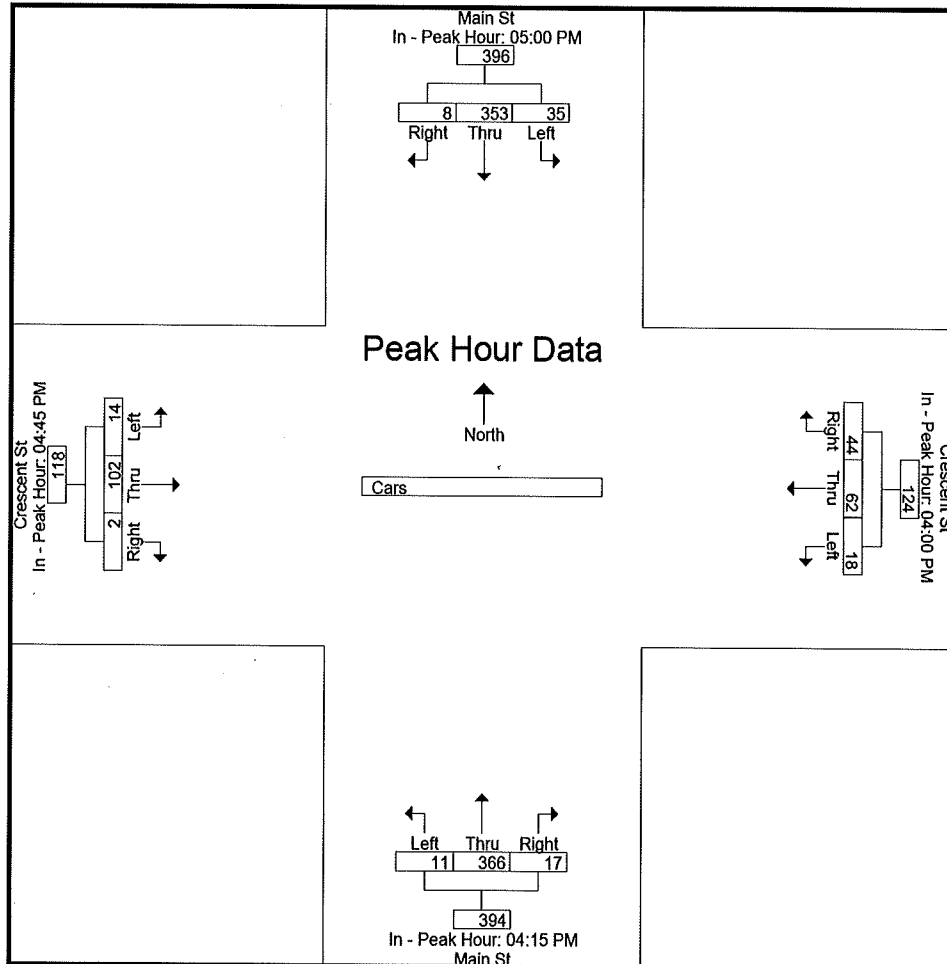 Main St
In - Peak Hour: 05:00 PM
396
8 353 35
Right Thru Left
Peak Hour Data
North
Cars
Crescent St
In - Peak Hour: 04:45 PM
118
14 102 2
Left Thru Right
Crescent St
In - Peak Hour: 04:00 PM
124
44 62 18
Right Thru Left
Left Thru Right
11 366 17
394
In - Peak Hour: 04:15 PM
Main St